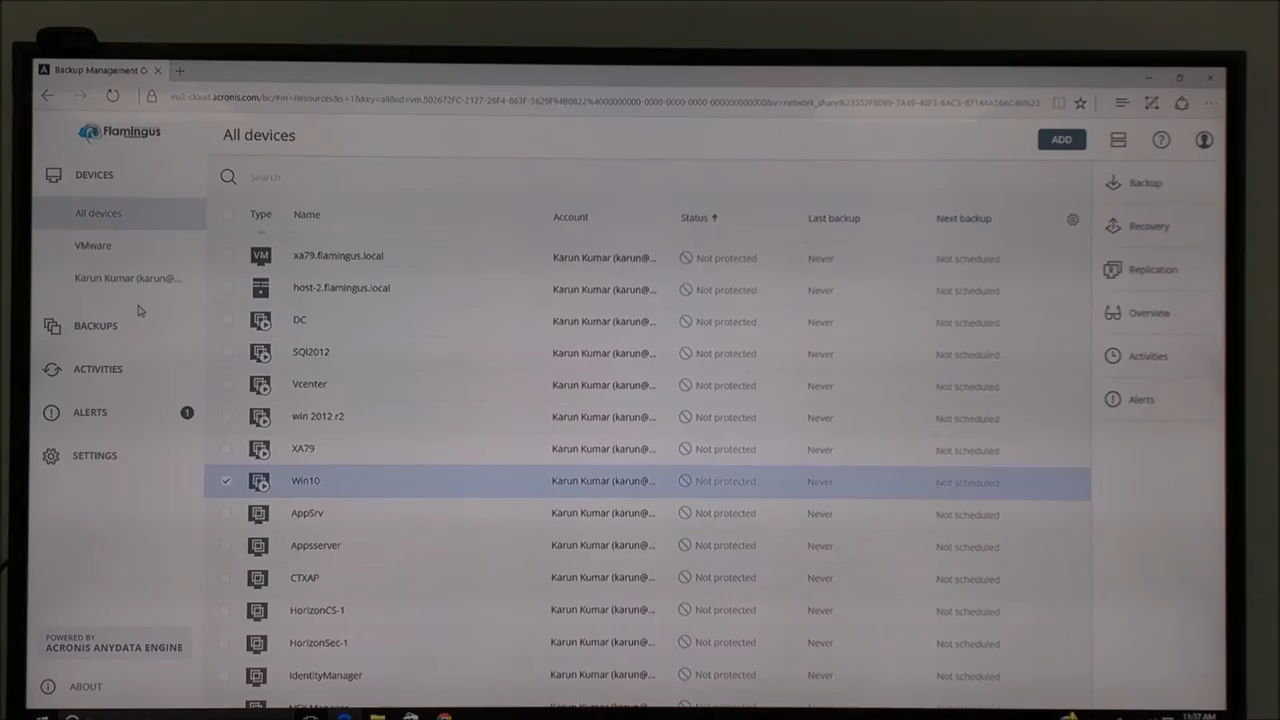 Backup Management C
Flamingus
All devices
ADD
DEVICES
All devices
VMware
Karun Kumar (karun@...
BACKUPS
ACTIVITIES
ALERTS 1
SETTINGS
POWERED BY
ACRONIS ANYDATA ENGINE
ABOUT
Search
Type Name Account Status Last backup Next backup
VM xa79.flamingus.local Karun Kumar (karun@... Not protected Never Not scheduled
host-2.flamingus.local Karun Kumar (karun@... Not protected Never Not scheduled
DC Karun Kumar (karun@... Not protected Never Not scheduled
SQl2012 Karun Kumar (karun@... Not protected Never Not scheduled
Vcenter Karun Kumar (karun@... Not protected Never Not scheduled
win 2012 r2 Karun Kumar (karun@... Not protected Never Not scheduled
XA79 Karun Kumar (karun@... Not protected Never Not scheduled
Win10 Karun Kumar (karun@... Not protected Never Not scheduled
AppSrv Karun Kumar (karun@... Not protected Never Not scheduled
Appsserver Karun Kumar (karun@... Not protected Never Not scheduled
CTXAP Karun Kumar (karun@... Not protected Never Not scheduled
HorizonCS-1 Karun Kumar (karun@... Not protected Never Not scheduled
HorizonSec-1 Karun Kumar (karun@... Not protected Never Not scheduled
IdentityManager Karun Kumar (karun@... Not protected Never Not scheduled
Backup
Recovery
Replication
Overview
Activities
Alerts